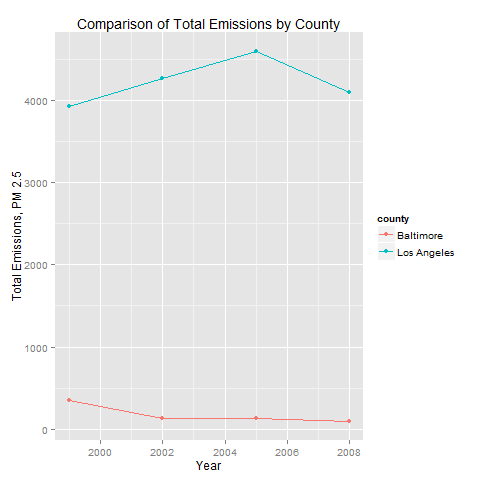 Comparison of Total Emissions by County
Total Emissions, PM 2.5
4000
3000
2000
1000
0
2000 2002 2004 2006 2008
Year
county
Baltimore
Los Angeles